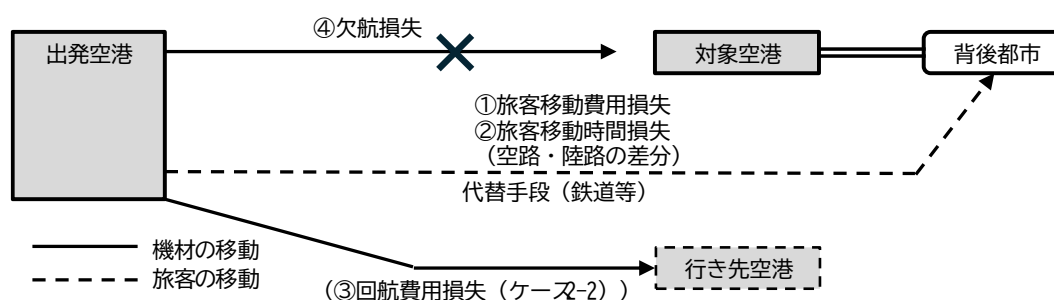 ④欠航損失
出発空港
対象空港
背後都市
①旅客移動費用損失
②旅客移動時間損失
（空路・陸路の差分）
代替手段（鉄道等）
機材の移動
旅客の移動
行き先空港
（③回航費用損失（ケース2-2））